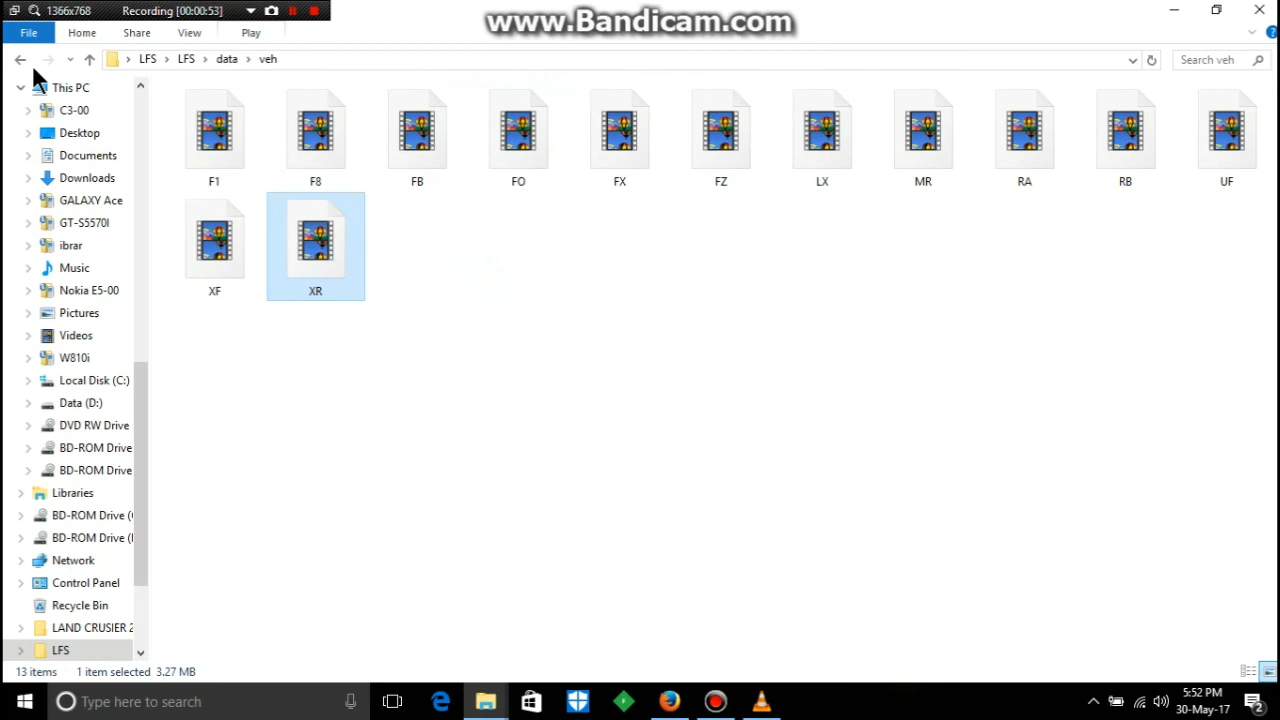 1366x768 Recording [00:00:53]
www.Bandicam.com
File Home Share View Play
LFS LFS data veh
Search veh
This PC
C3-00
Desktop
Documents
Downloads
GALAXY Ace
GT-S5570I
ibrar
Music
Nokia E5-00
Pictures
Videos
W810i
Local Disk (C:)
Data (D:)
DVD RW Drive
BD-ROM Drive
BD-ROM Drive
Libraries
BD-ROM Drive (
BD-ROM Drive (
Network
Control Panel
Recycle Bin
LAND CRUSIER 2
LFS
F1 F8 FB FO FX FZ LX MR RA RB UF
XF XR
13 items 1 item selected 3.27 MB
Type here to search
5:52 PM
30-May-17
2